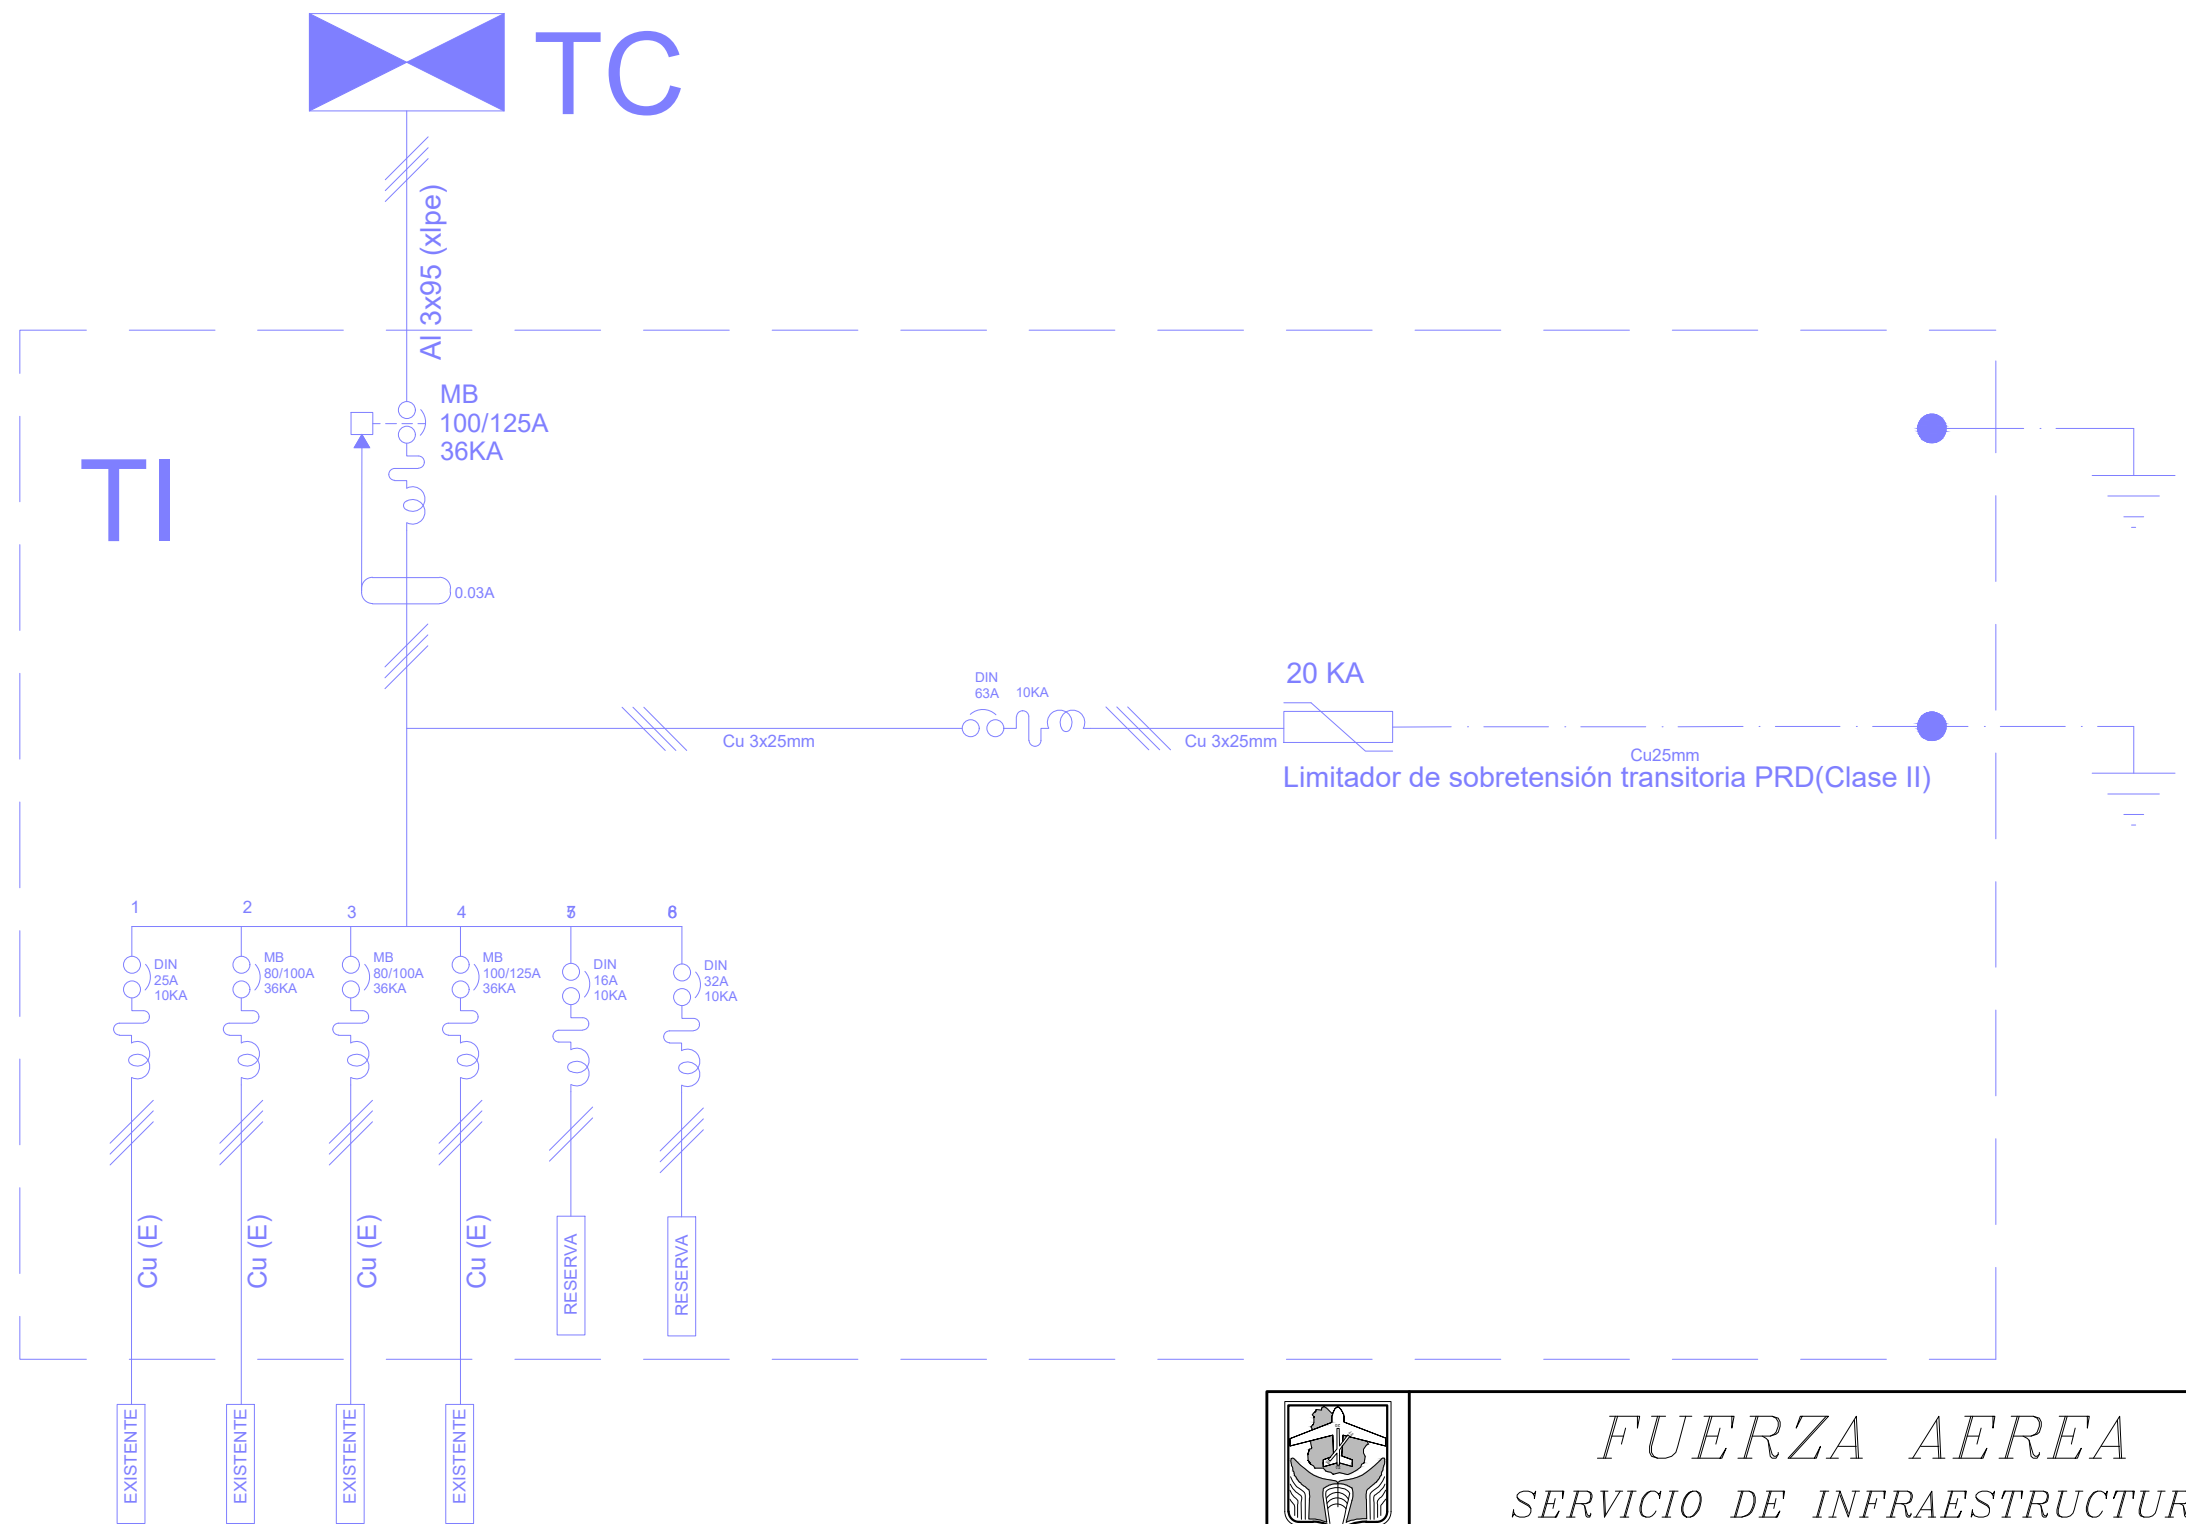 TC
Al 3x95 (xlpe)
MB
100/125A
36KA
TI
0.03A
DIN
63A
10KA
20 KA
Cu 3x25mm
Cu 3x25mm
Cu25mm
Limitador de sobretensión transitoria PRD(Clase II)
1
2
3
4
DIN
25A
10KA
MB
80/100A
36KA
MB
80/100A
36KA
MB
100/125A
36KA
DIN
16A
10KA
DIN
32A
10KA
Cu (E)
Cu (E)
Cu (E)
Cu (E)
RESERVA
RESERVA
EXISTENTE
EXISTENTE
EXISTENTE
EXISTENTE
FUERZA AEREA
SERVICIO DE INFRAESTRUCTUR